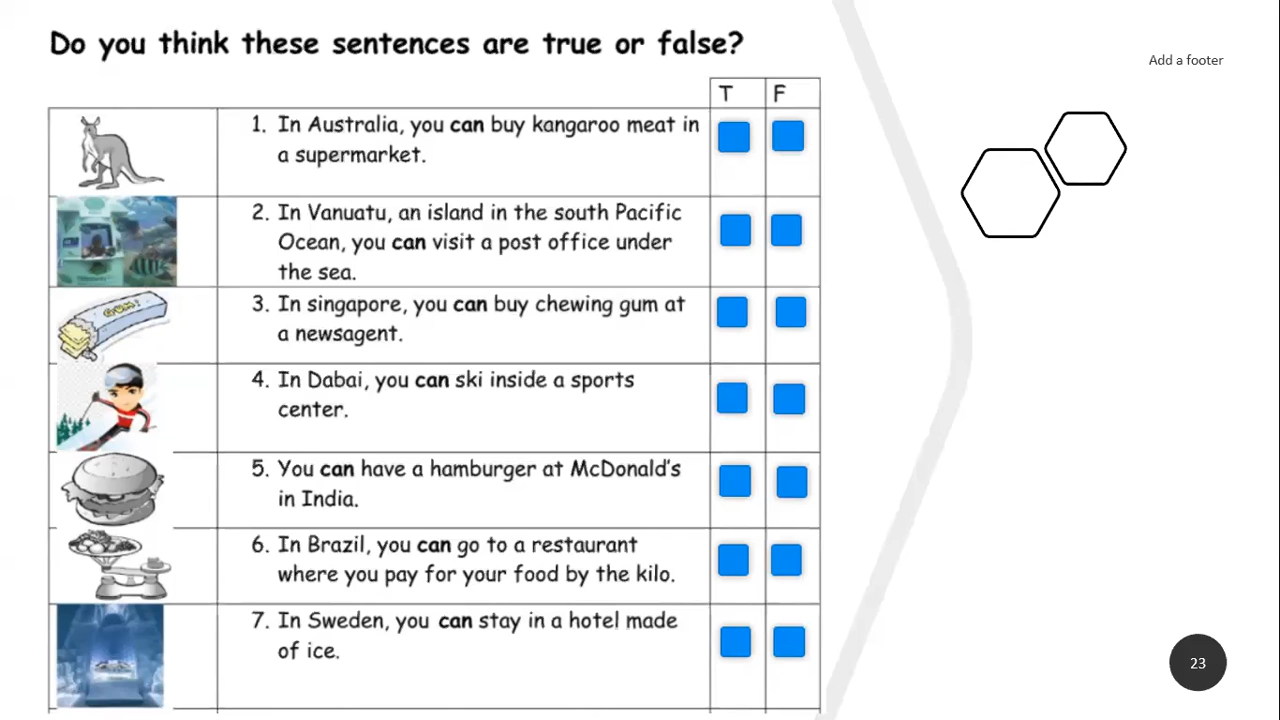 Do you think these sentences are true or false?
Add a footer
T F
1. In Australia, you can buy kangaroo meat in
a supermarket.
2. In Vanuatu, an island in the south Pacific
Ocean, you can visit a post office under
the sea.
GUM!
3. In singapore, you can buy chewing gum at
a newsagent.
4. In Dabai, you can ski inside a sports
center.
5. You can have a hamburger at McDonald's
in India.
6. In Brazil, you can go to a restaurant
where you pay for your food by the kilo.
7. In Sweden, you can stay in a hotel made
of ice.
23